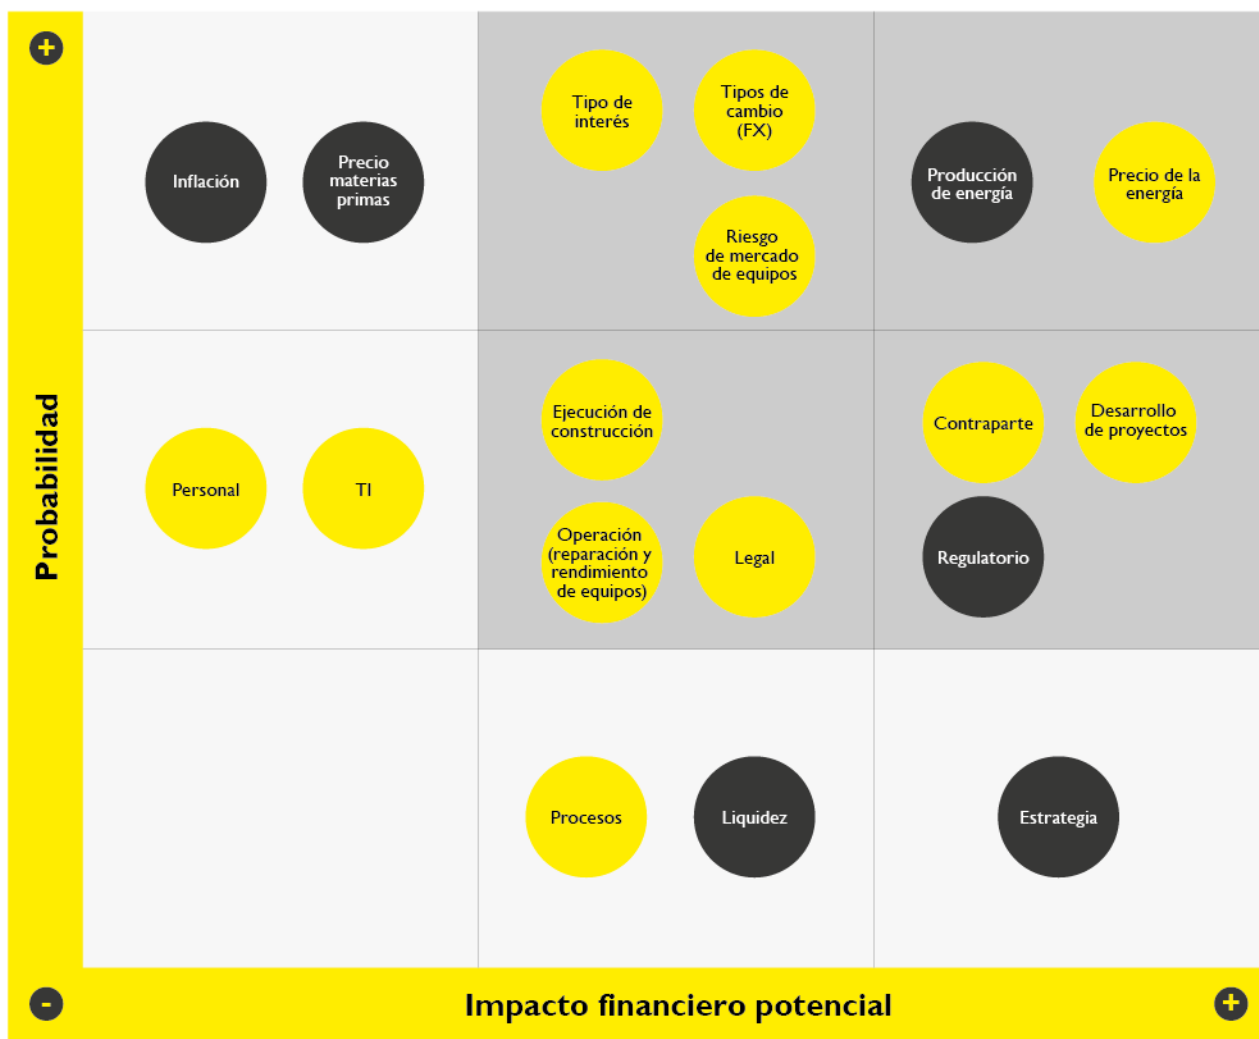 +
Probabilidad
Inflación
Precio
materias
primas
Tipo de
interés
Tipos de
cambio
(FX)
Riesgo
de mercado
de equipos
Producción
de energía
Precio de la
energía
Personal
TI
Ejecución de
construcción
Operación
(reparación y
rendimiento
de equipos)
Legal
Contraparte
Desarrollo
de proyectos
Regulatorio
Procesos
Liquidez
Estrategia
-
Impacto financiero potencial
+